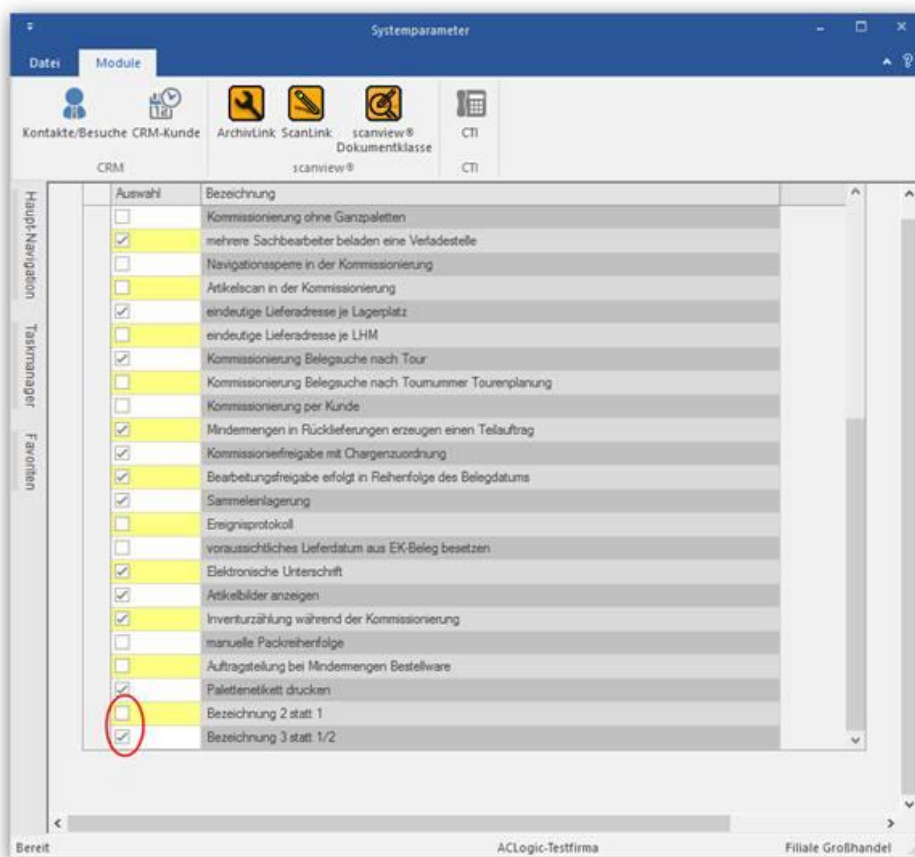 Systemparameter
Datei Module
Kontakte/Besuche CRM-Kunde ArchivLink ScanLink scanview® Dokumentklasse CTI
CRM scanview® CTI
Haupt-Navigation
Taskmanager
Favoriten
Auswahl Bezeichnung
Kommissionierung ohne Ganzpaletten
mehrere Sachbearbeiter beladen eine Verladestelle
Navigationssperre in der Kommissionierung
Artikelscan in der Kommissionierung
eindeutige Lieferadresse je Lagerplatz
eindeutige Lieferadresse je LHM
Kommissionierung Belegsuche nach Tour
Kommissionierung Belegsuche nach Tournummer Tourenplanung
Kommissionierung per Kunde
Mindermengen in Rücklieferungen erzeugen einen Teilauftrag
Kommissionierfreigabe mit Chargenzuordnung
Bearbeitungsfreigabe erfolgt in Reihenfolge des Belegdatums
Sammeleinlagerung
Ereignisprotokoll
voraussichtliches Lieferdatum aus EK-Beleg besetzen
Elektronische Unterschrift
Artikelbilder anzeigen
Inventurzählung während der Kommissionierung
manuelle Packreihenfolge
Auftragsteilung bei Mindermengen Bestellware
Palettenetikett drucken
Bezeichnung 2 statt 1
Bezeichnung 3 statt 1/2
Bereit ACLogic-Testfirma Filiale Großhandel